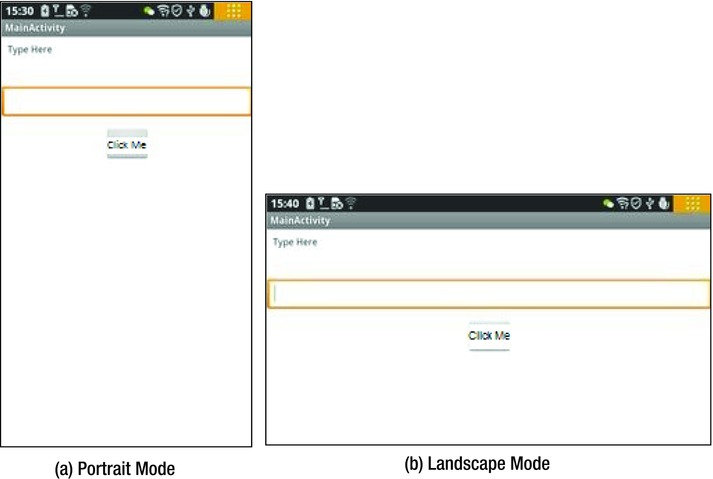 15:30
MainActivity
Type Here
Click Me
(a) Portrait Mode
15:40
MainActivity
Type Here
Click Me
(b) Landscape Mode